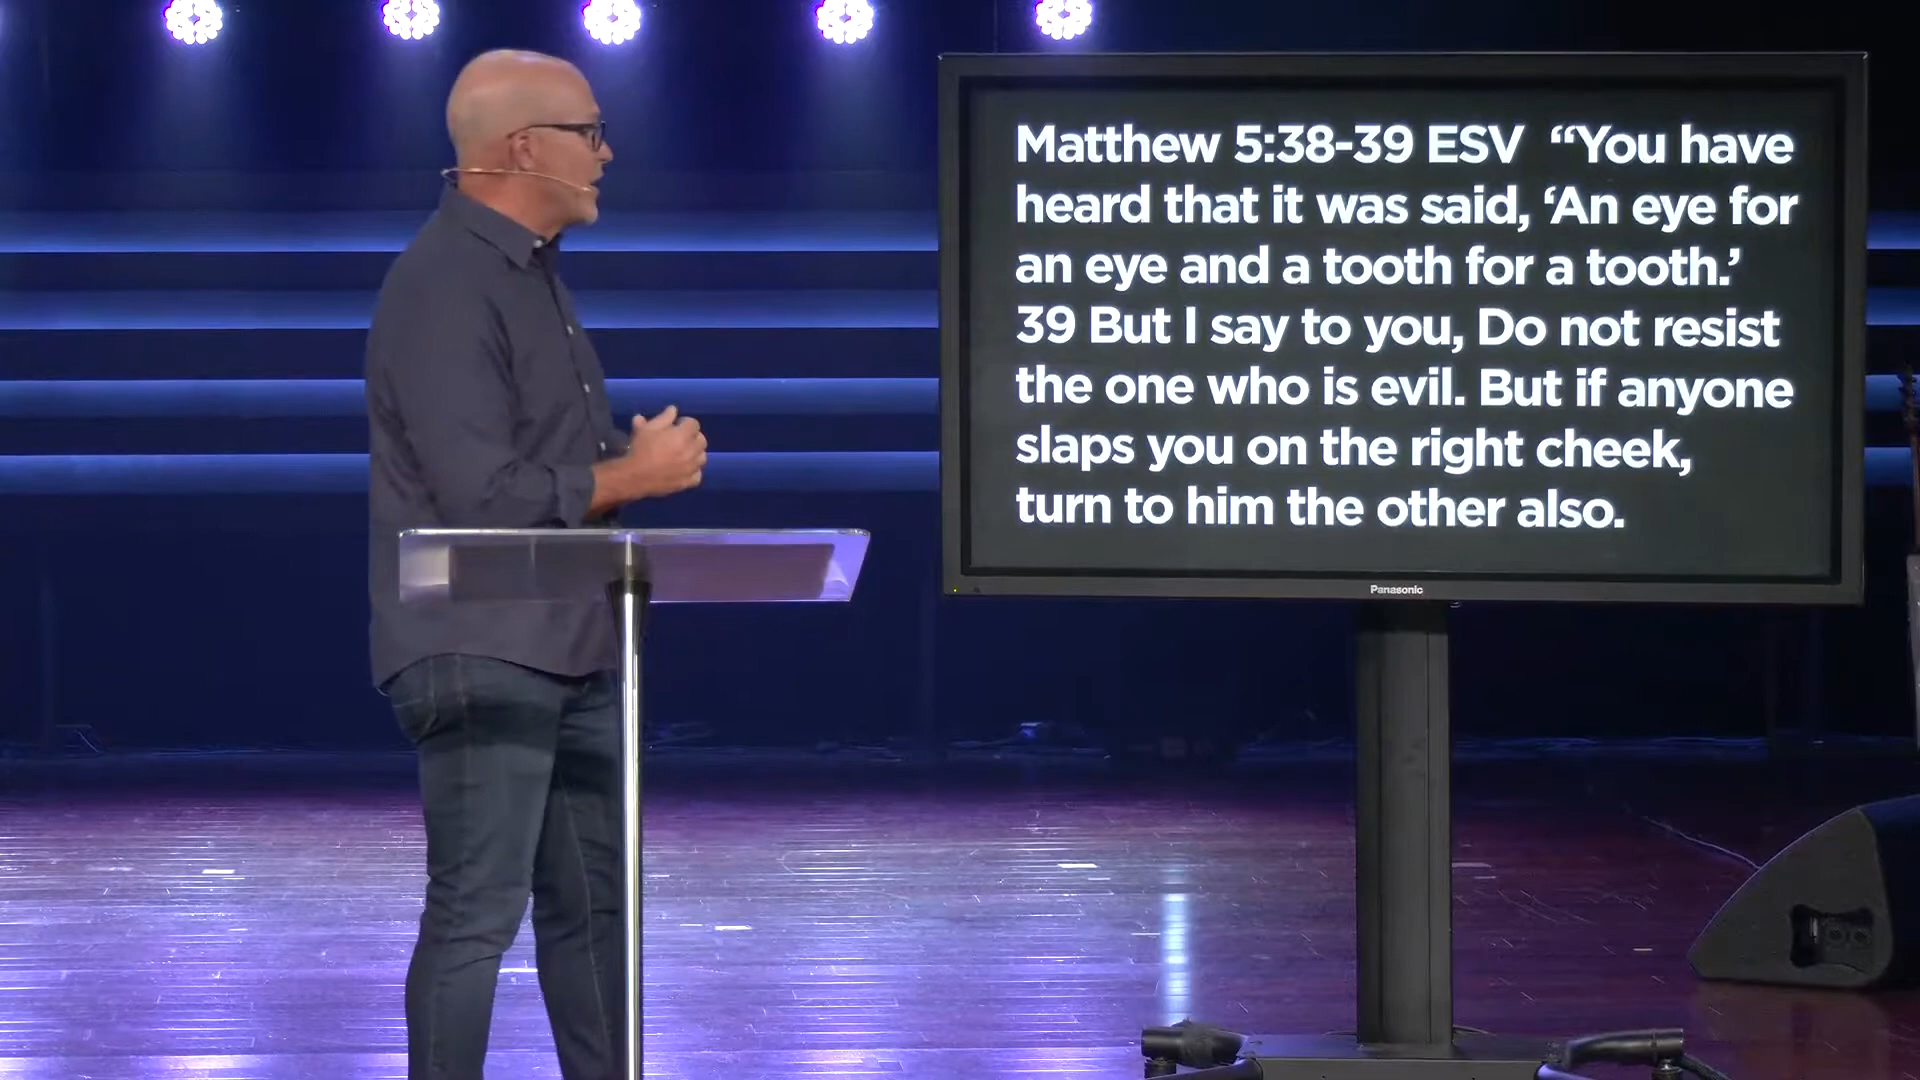 Matthew 5:38-39 ESV  “You have
heard that it was said, ‘An eye for
an eye and a tooth for a tooth.’
39 But I say to you, Do not resist
the one who is evil. But if anyone
slaps you on the right cheek,
turn to him the other also.
Panasonic